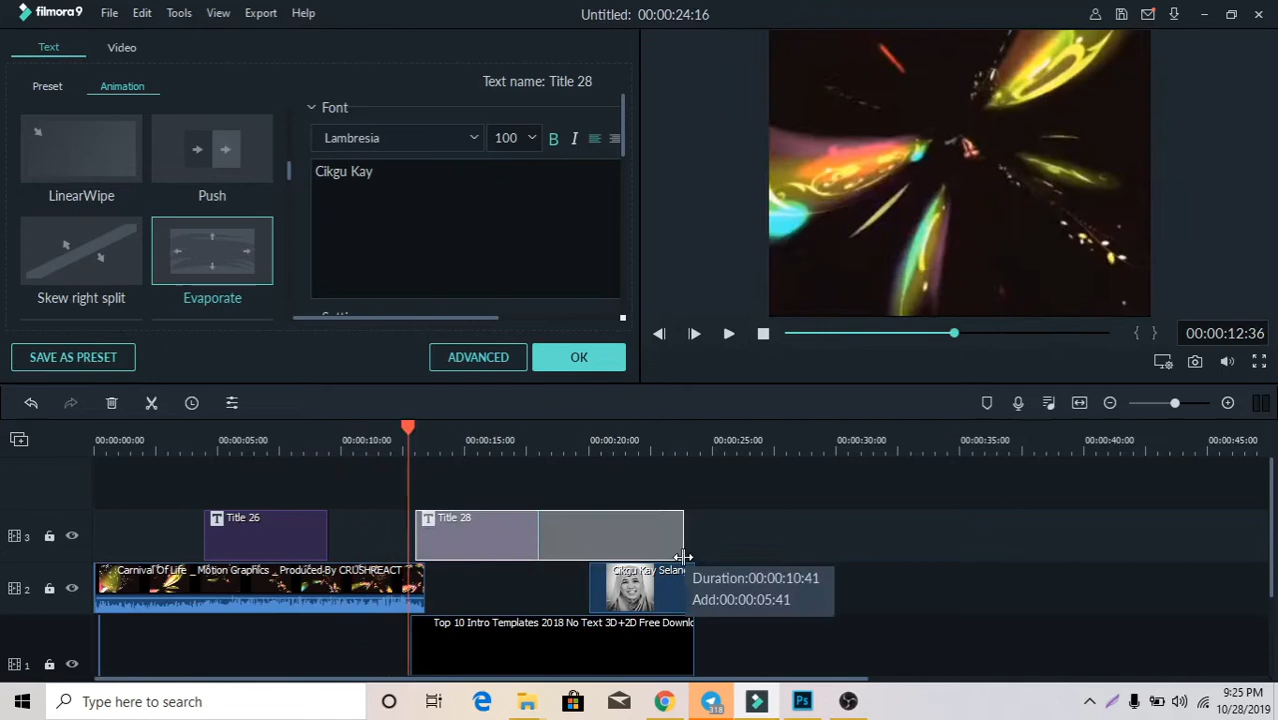 filmora9 File Edit Tools View Export Help Untitled: 00:00:24:16
Text Video
Preset Animation Text name: Title 28
Font
Lambresia 100 B I
Cikgu Kay
LinearWipe Push
Skew right split Evaporate
SAVE AS PRESET ADVANCED OK
00:00:12:36
00:00:00:00 00:00:05:00 00:00:10:00 00:00:15:00 00:00:20:00 00:00:25:00 00:00:30:00 00:00:35:00 00:00:40:00 00:00:45:00
3 T Title 26 T Title 28
2 Carnival Of Life _ Motion Graphics _ Produced By CRUSHREACT Cikgu Kay Selang
Duration:00:00:10:41
Add:00:00:05:41
1 Top 10 Intro Templates 2018 No Text 3D+2D Free Downlo
Type here to search
318
Ps
9:25 PM
10/28/2019